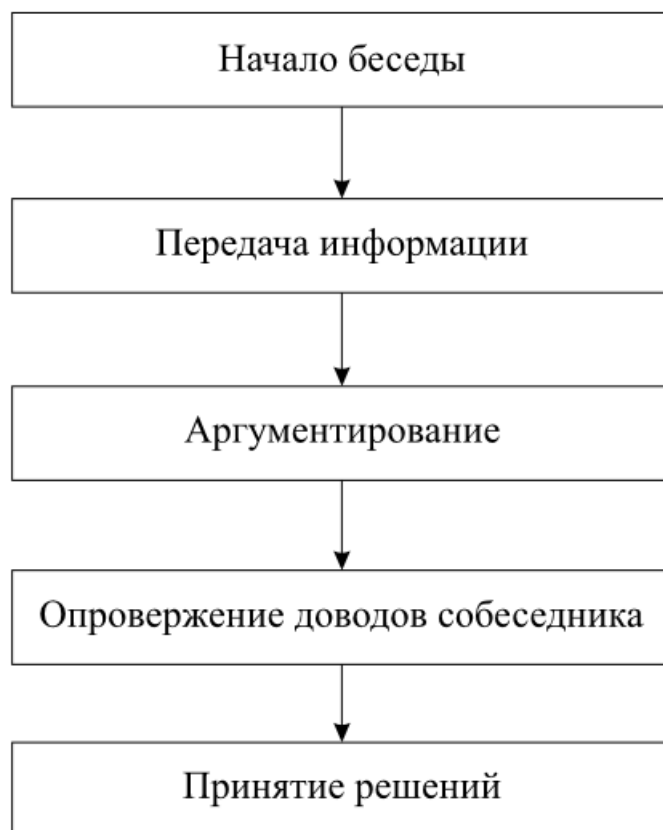 Начало беседы
Передача информации
Аргументирование
Опровержение доводов собеседника
Принятие решений